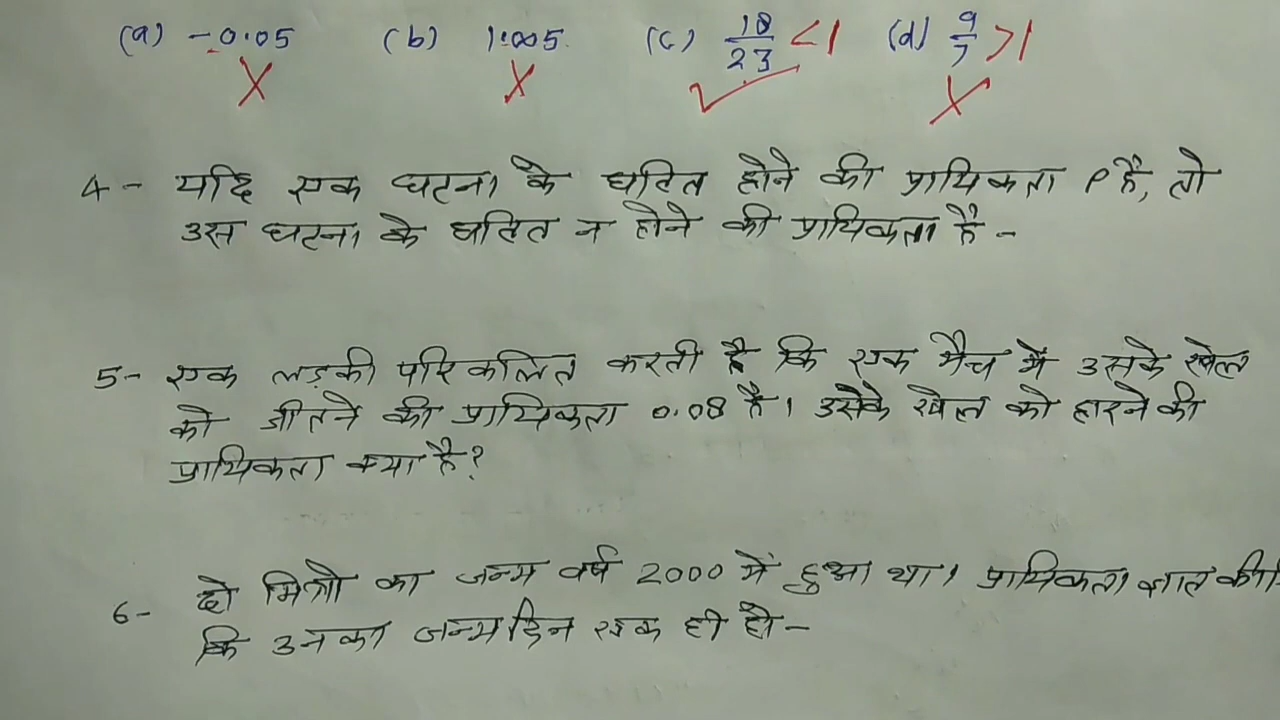 (a) -0.05 (b) 1.005 (c) 18/23 <1 (d) 9/7 >1
4- यदि एक घटना के घटित होने की प्रायिकता P है, तो
उस घटना के घटित न होने की प्रायिकता है -
5- एक लड़की परिकलित करती है कि एक मैच में उसके खेल
को जीतने की प्रायिकता 0.08 है। उसके खेल को हारने की
प्रायिकता क्या है?
6- दो मित्रो का जन्म वर्ष 2000 में हुआ था। प्रायिकता ज्ञात की
कि उनका जन्मदिन एक ही हो -